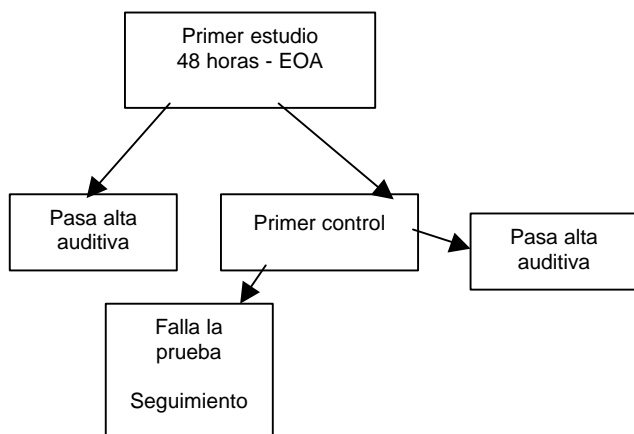 Primer estudio
48 horas - EOA
Pasa alta
auditiva
Primer control
Pasa alta
auditiva
Falla la
prueba
Seguimiento